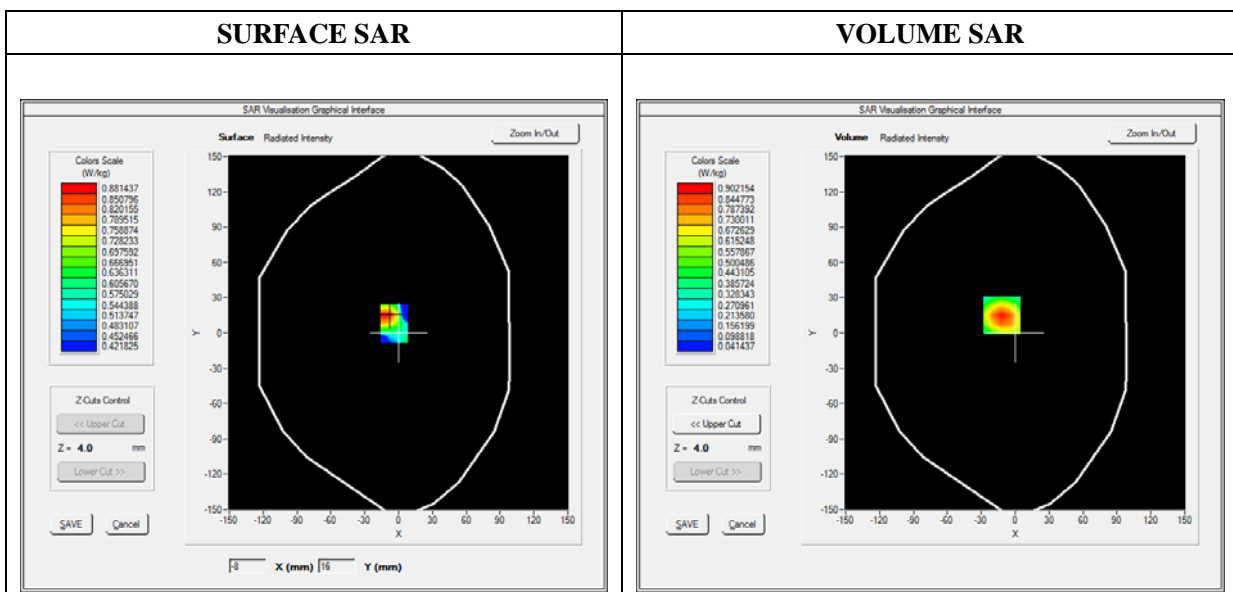 SURFACE SAR
VOLUME SAR
SAR Visualisation Graphical Interface
Surface Radiated Intensity
Zoom In/Out
Colors Scale
(W/kg)
0.881437
0.850796
0.820155
0.789515
0.758874
0.728233
0.697592
0.666951
0.636311
0.605670
0.575029
0.544388
0.513747
0.483107
0.452466
0.421825
150
120
90
60
30
0
-30
-60
-90
-120
-150
Y
-150 -120 -90 -60 -30 0 30 60 90 120 150
X
Z-Cuts Control
<< Upper Cut
Z = 4.0 mm
Lower Cut >>
SAVE Cancel
-8 X (mm) 16 Y (mm)
SAR Visualisation Graphical Interface
Volume Radiated Intensity
Zoom In/Out
Colors Scale
(W/kg)
0.902154
0.844773
0.787392
0.730011
0.672629
0.615248
0.557867
0.500486
0.443105
0.385724
0.328343
0.270961
0.213580
0.156199
0.098818
0.041437
150
120
90
60
30
0
-30
-60
-90
-120
-150
Y
-150 -120 -90 -60 -30 0 30 60 90 120 150
X
Z-Cuts Control
<< Upper Cut
Z = 4.0 mm
Lower Cut >>
SAVE Cancel